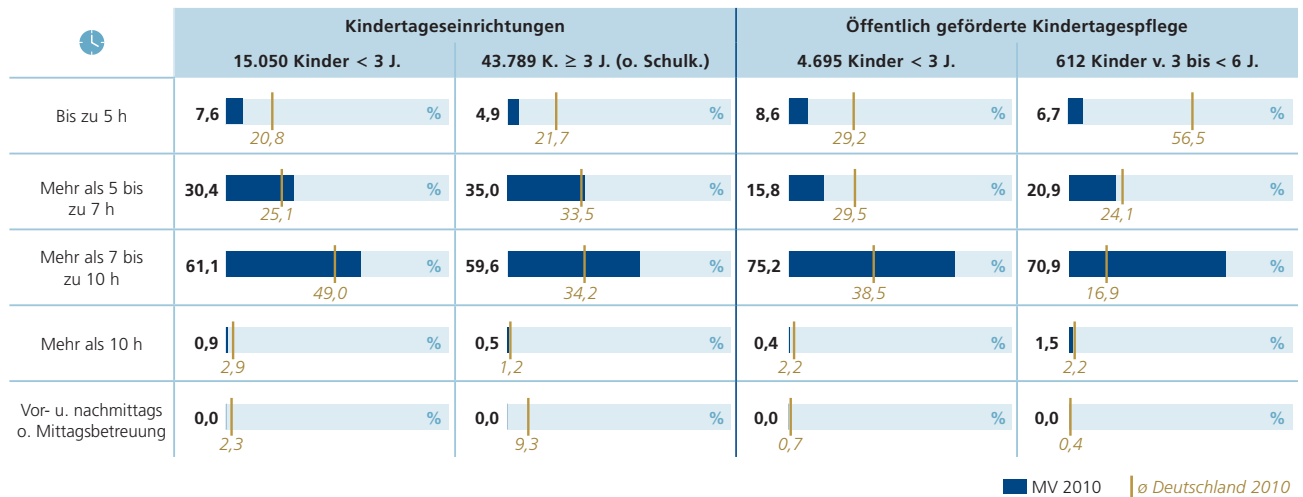 Kindertageseinrichtungen
Öffentlich geförderte Kindertagespflege
15.050 Kinder < 3 J.
43.789 K. ≥ 3 J. (o. Schulk.)
4.695 Kinder < 3 J.
612 Kinder v. 3 bis < 6 J.
Bis zu 5 h
7,6 %
20,8
4,9 %
21,7
8,6 %
29,2
6,7 %
56,5
Mehr als 5 bis
zu 7 h
30,4 %
25,1
35,0 %
33,5
15,8 %
29,5
20,9 %
24,1
Mehr als 7 bis
zu 10 h
61,1 %
49,0
59,6 %
34,2
75,2 %
38,5
70,9 %
16,9
Mehr als 10 h
0,9 %
2,9
0,5 %
1,2
0,4 %
2,2
1,5 %
2,2
Vor- u. nachmittags
o. Mittagsbetreuung
0,0 %
2,3
0,0 %
9,3
0,0 %
0,7
0,0 %
0,4
MV 2010
ø Deutschland 2010